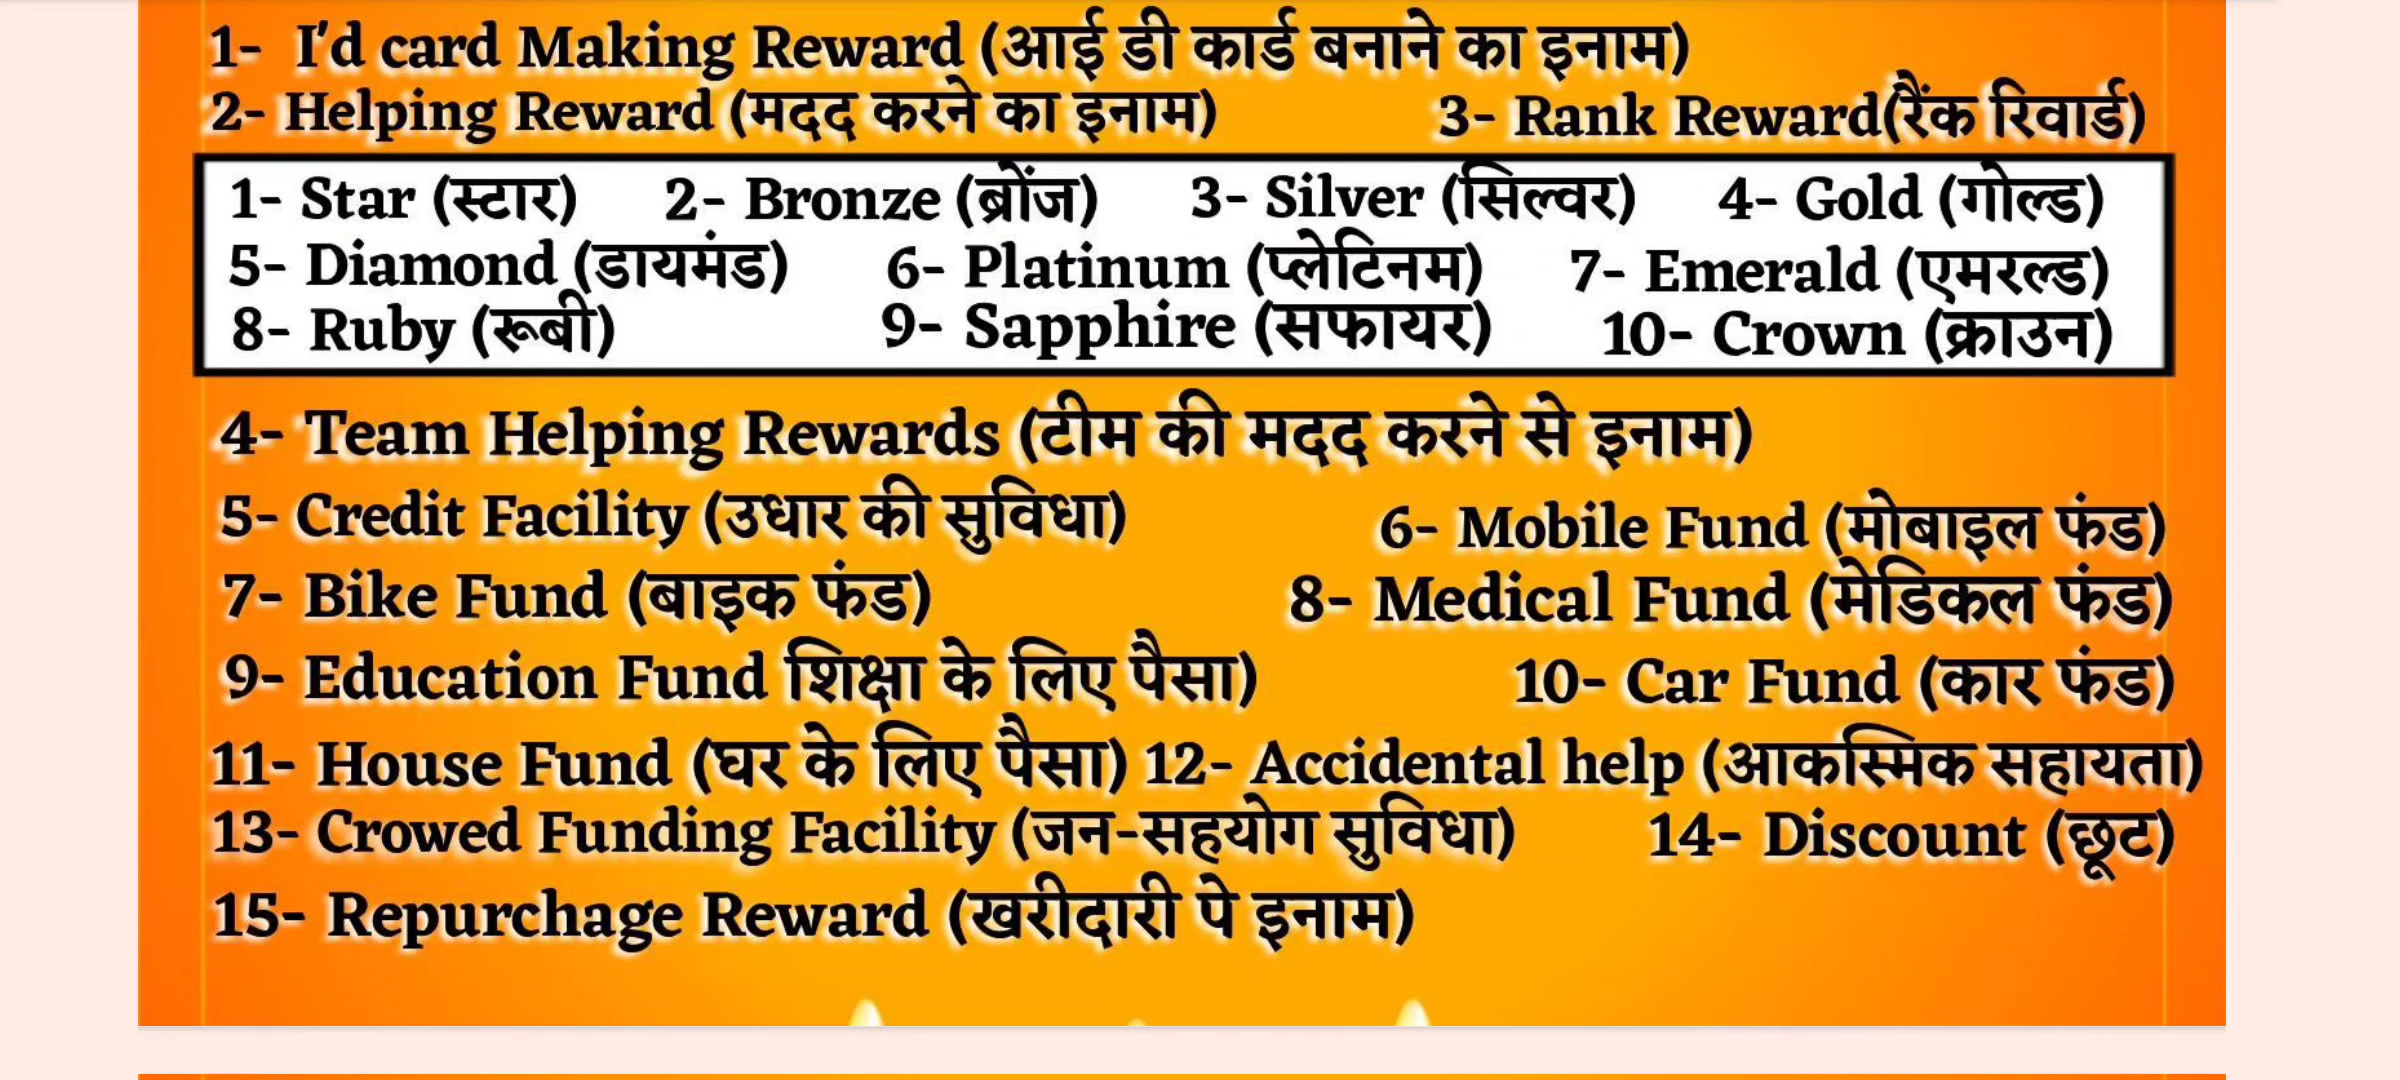 1- I'd card Making Reward (आई डी कार्ड बनाने का इनाम)
2- Helping Reward (मदद करने का इनाम) 3- Rank Reward(रैंक रिवार्ड)
1- Star (स्टार) 2- Bronze (ब्रोंज) 3- Silver (सिल्वर) 4- Gold (गोल्ड)
5- Diamond (डायमंड) 6- Platinum (प्लेटिनम) 7- Emerald (एमरल्ड)
8- Ruby (रूबी) 9- Sapphire (सफायर) 10- Crown (क्राउन)
4- Team Helping Rewards (टीम की मदद करने से इनाम)
5- Credit Facility (उधार की सुविधा) 6- Mobile Fund (मोबाइल फंड)
7- Bike Fund (बाइक फंड) 8- Medical Fund (मेडिकल फंड)
9- Education Fund शिक्षा के लिए पैसा) 10- Car Fund (कार फंड)
11- House Fund (घर के लिए पैसा) 12- Accidental help (आकस्मिक सहायता)
13- Crowed Funding Facility (जन-सहयोग सुविधा) 14- Discount (छूट)
15- Repurchage Reward (खरीदारी पे इनाम)